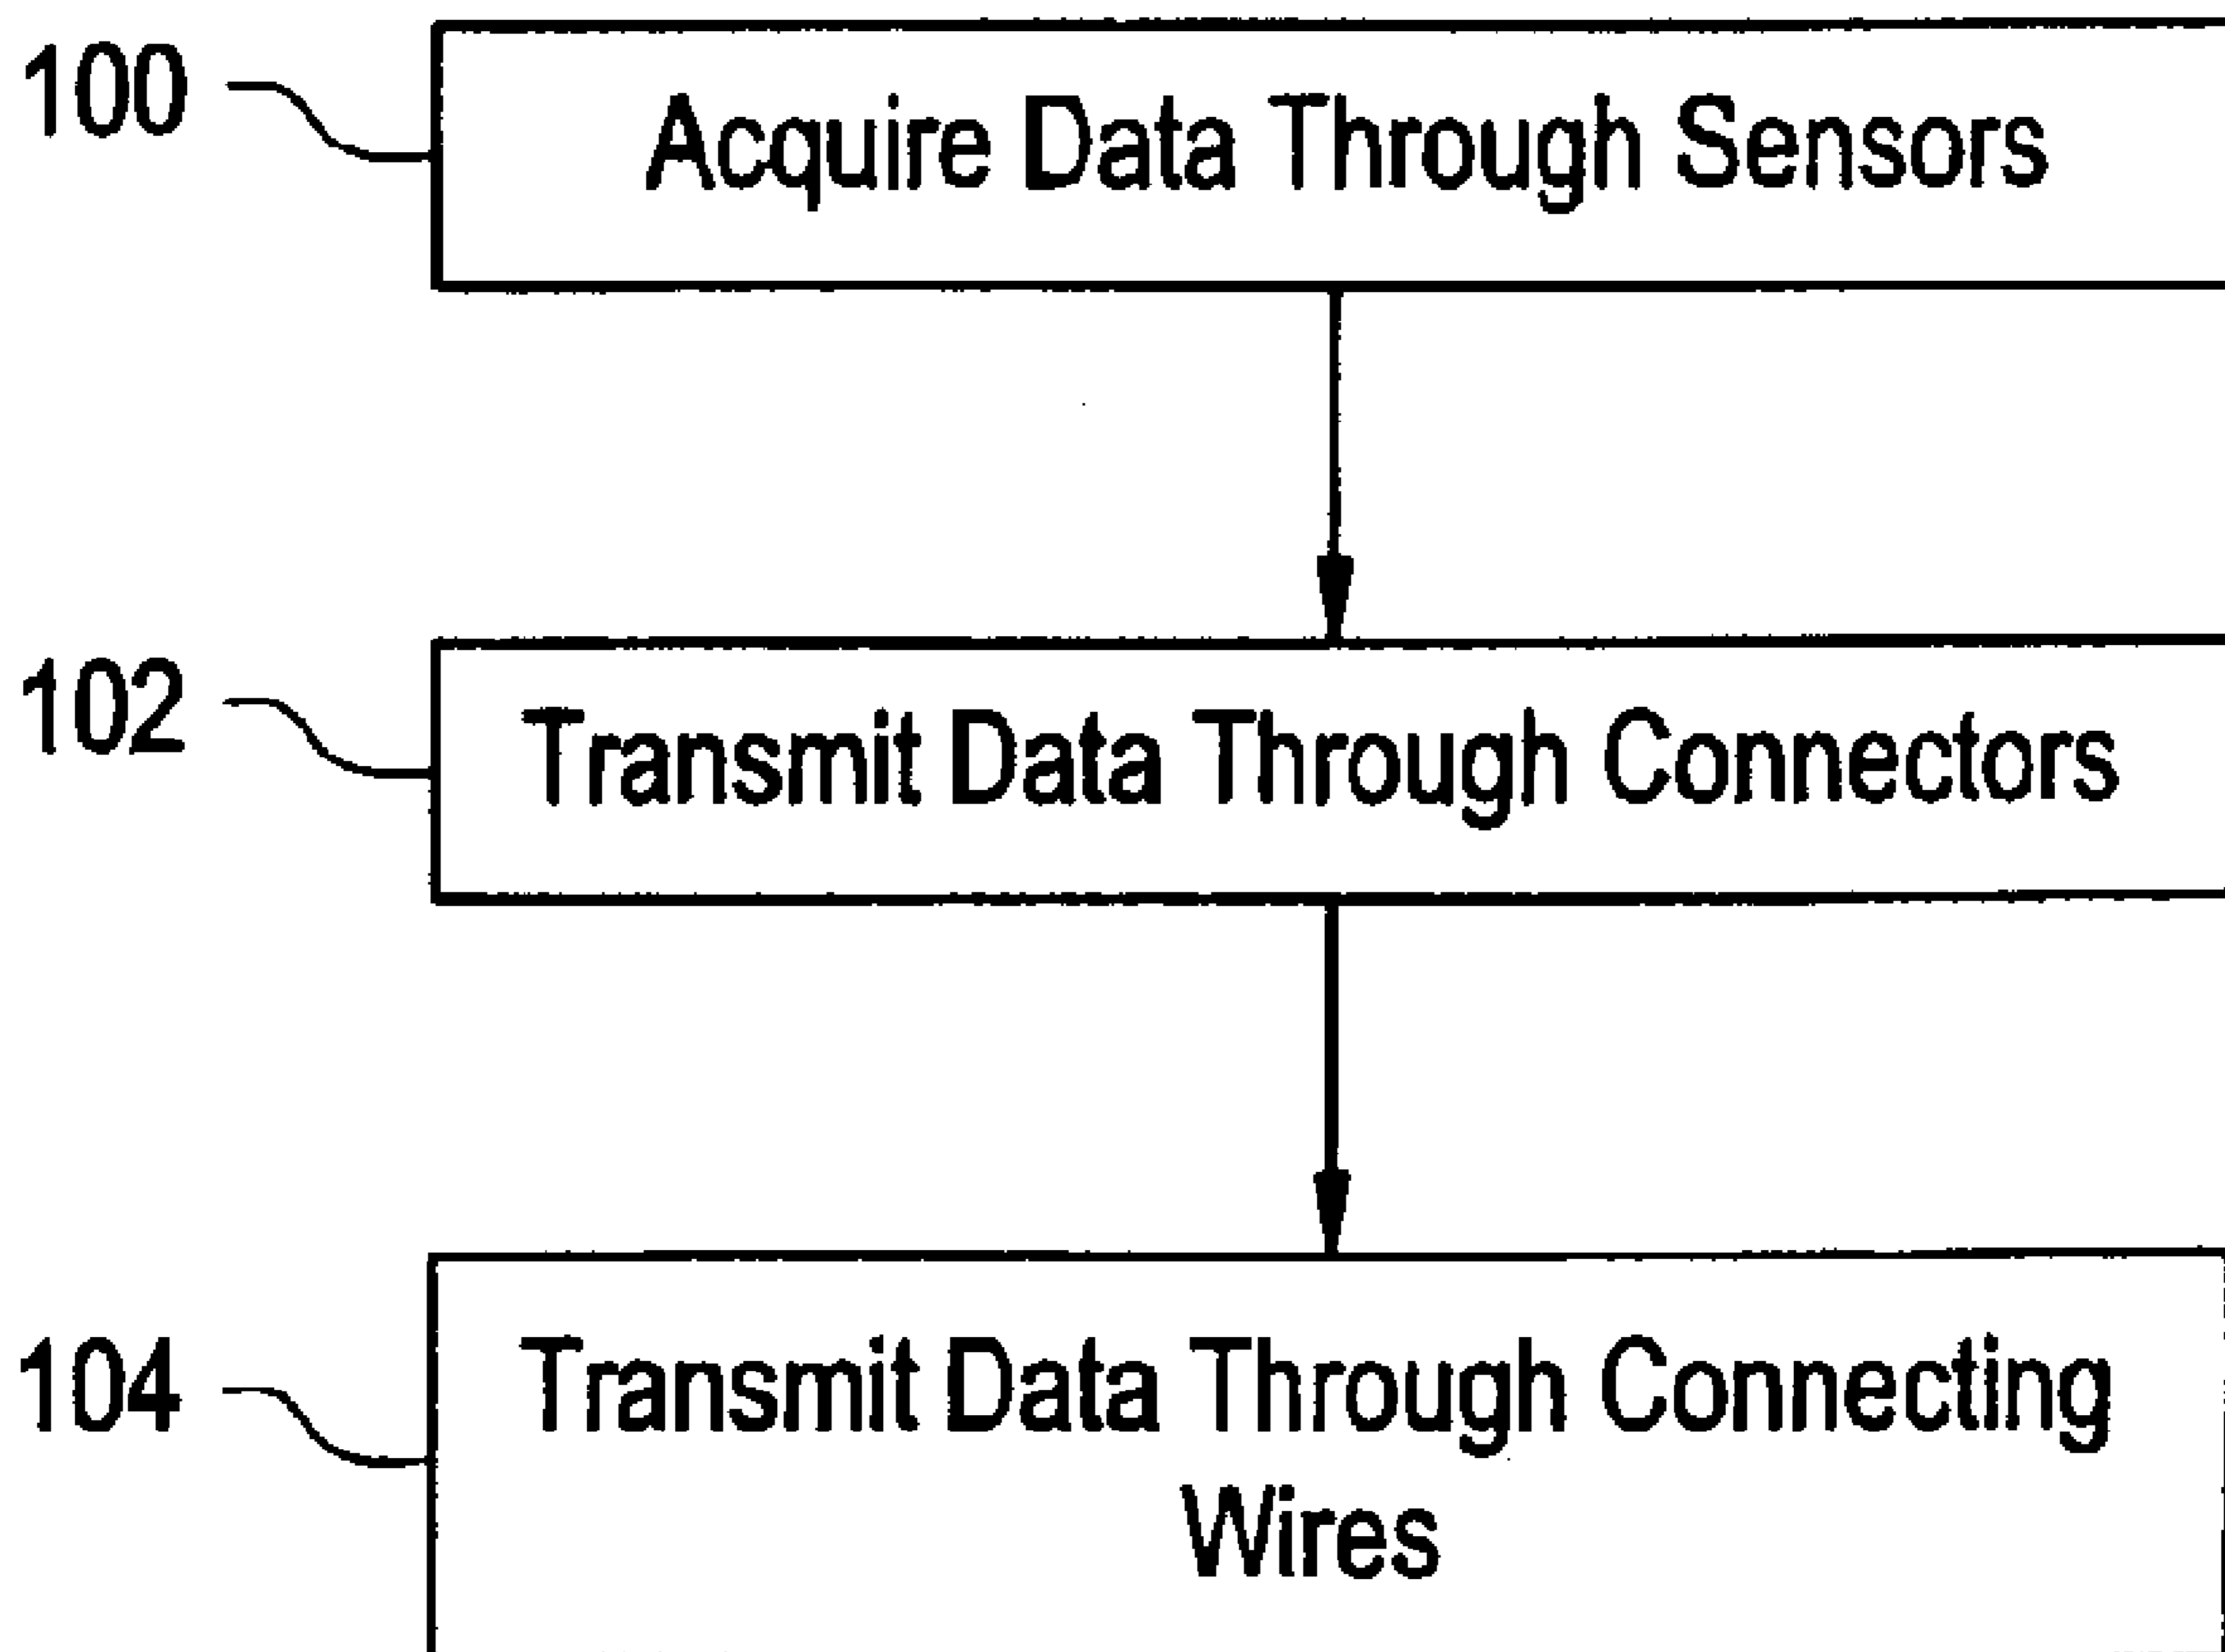 100
Acquire Data Through Sensors
102
Transmit Data Through Connectors
104
Transmit Data Through Connecting
Wires